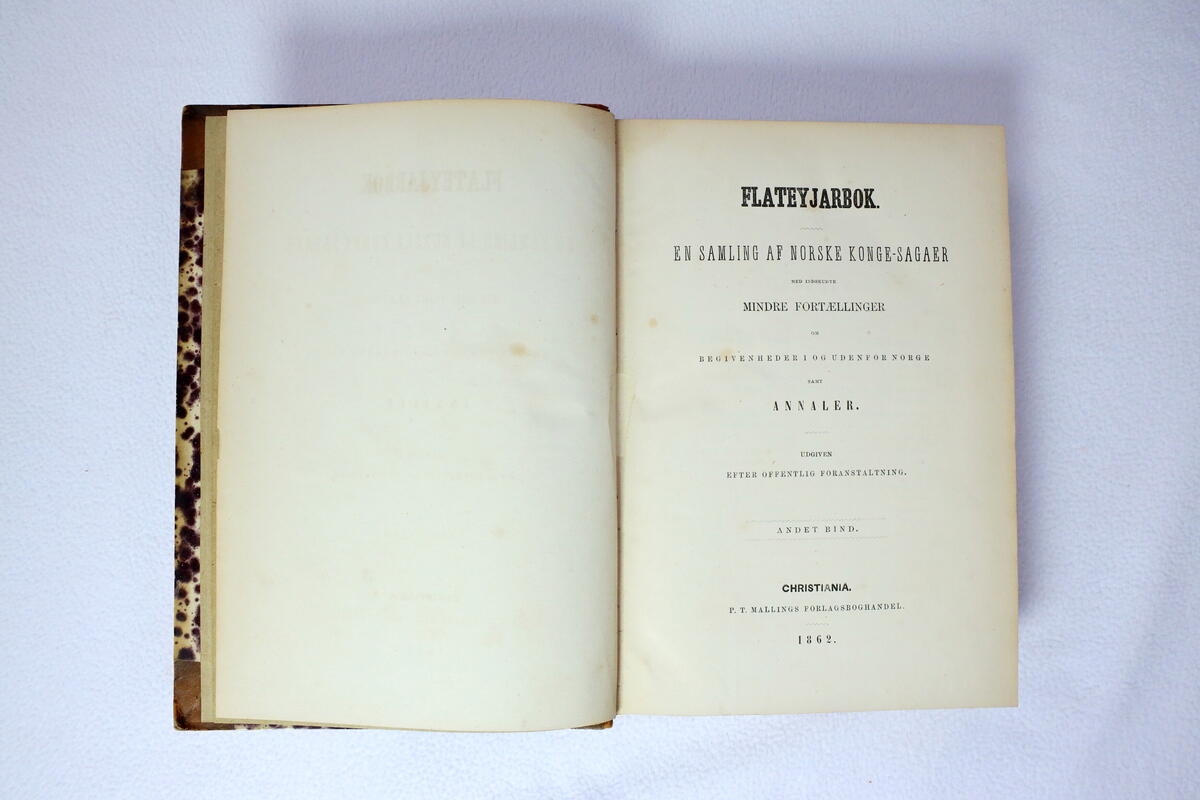 FLATEYJARBOK.
EN SAMLING AF NORSKE KONGE-SAGAER
MED INDSKUDTE
MINDRE FORTÆLLINGER
OM
BEGIVENHEDER I OG UDENFOR NORGE
SAMT
ANNALER.
UDGIVEN
EFTER OFFENTLIG FORANSTALTNING.
ANDET BIND.
CHRISTIANIA.
P. T. MALLINGS FORLAGSBOGHANDEL.
1862.